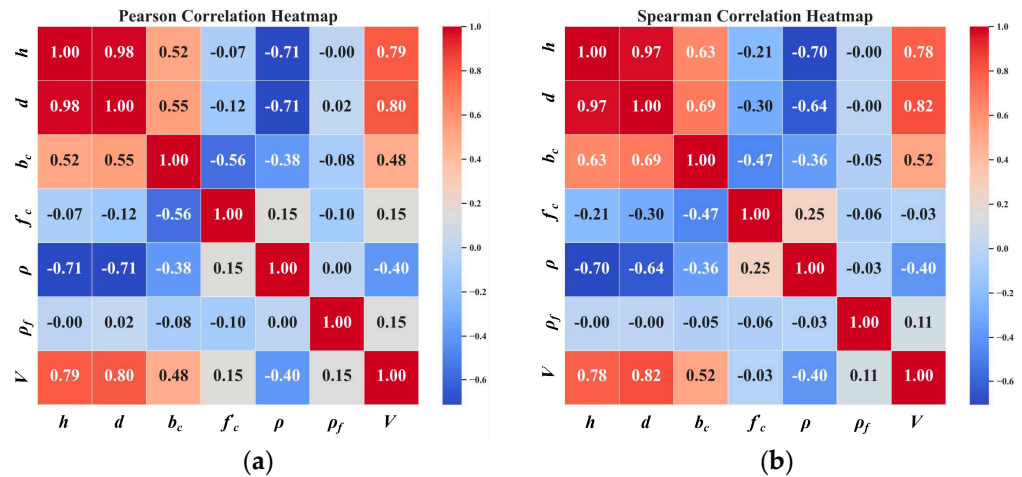 Pearson Correlation Heatmap
h 1.00 0.98 0.52 -0.07 -0.71 -0.00 0.79
d 0.98 1.00 0.55 -0.12 -0.71 0.02 0.80
b_c 0.52 0.55 1.00 -0.56 -0.38 -0.08 0.48
f'_c -0.07 -0.12 -0.56 1.00 0.15 -0.10 0.15
ρ -0.71 -0.71 -0.38 0.15 1.00 0.00 -0.40
ρ_f -0.00 0.02 -0.08 -0.10 0.00 1.00 0.15
V 0.79 0.80 0.48 0.15 -0.40 0.15 1.00
h d b_c f'_c ρ ρ_f V
1.0
0.8
0.6
0.4
0.2
0.0
−0.2
−0.4
−0.6
(a)
Spearman Correlation Heatmap
h 1.00 0.97 0.63 -0.21 -0.70 -0.00 0.78
d 0.97 1.00 0.69 -0.30 -0.64 -0.00 0.82
b_c 0.63 0.69 1.00 -0.47 -0.36 -0.05 0.52
f'_c -0.21 -0.30 -0.47 1.00 0.25 -0.06 -0.03
ρ -0.70 -0.64 -0.36 0.25 1.00 -0.03 -0.40
ρ_f -0.00 -0.00 -0.05 -0.06 -0.03 1.00 0.11
V 0.78 0.82 0.52 -0.03 -0.40 0.11 1.00
h d b_c f'_c ρ ρ_f V
1.0
0.8
0.6
0.4
0.2
0.0
−0.2
−0.4
−0.6
(b)